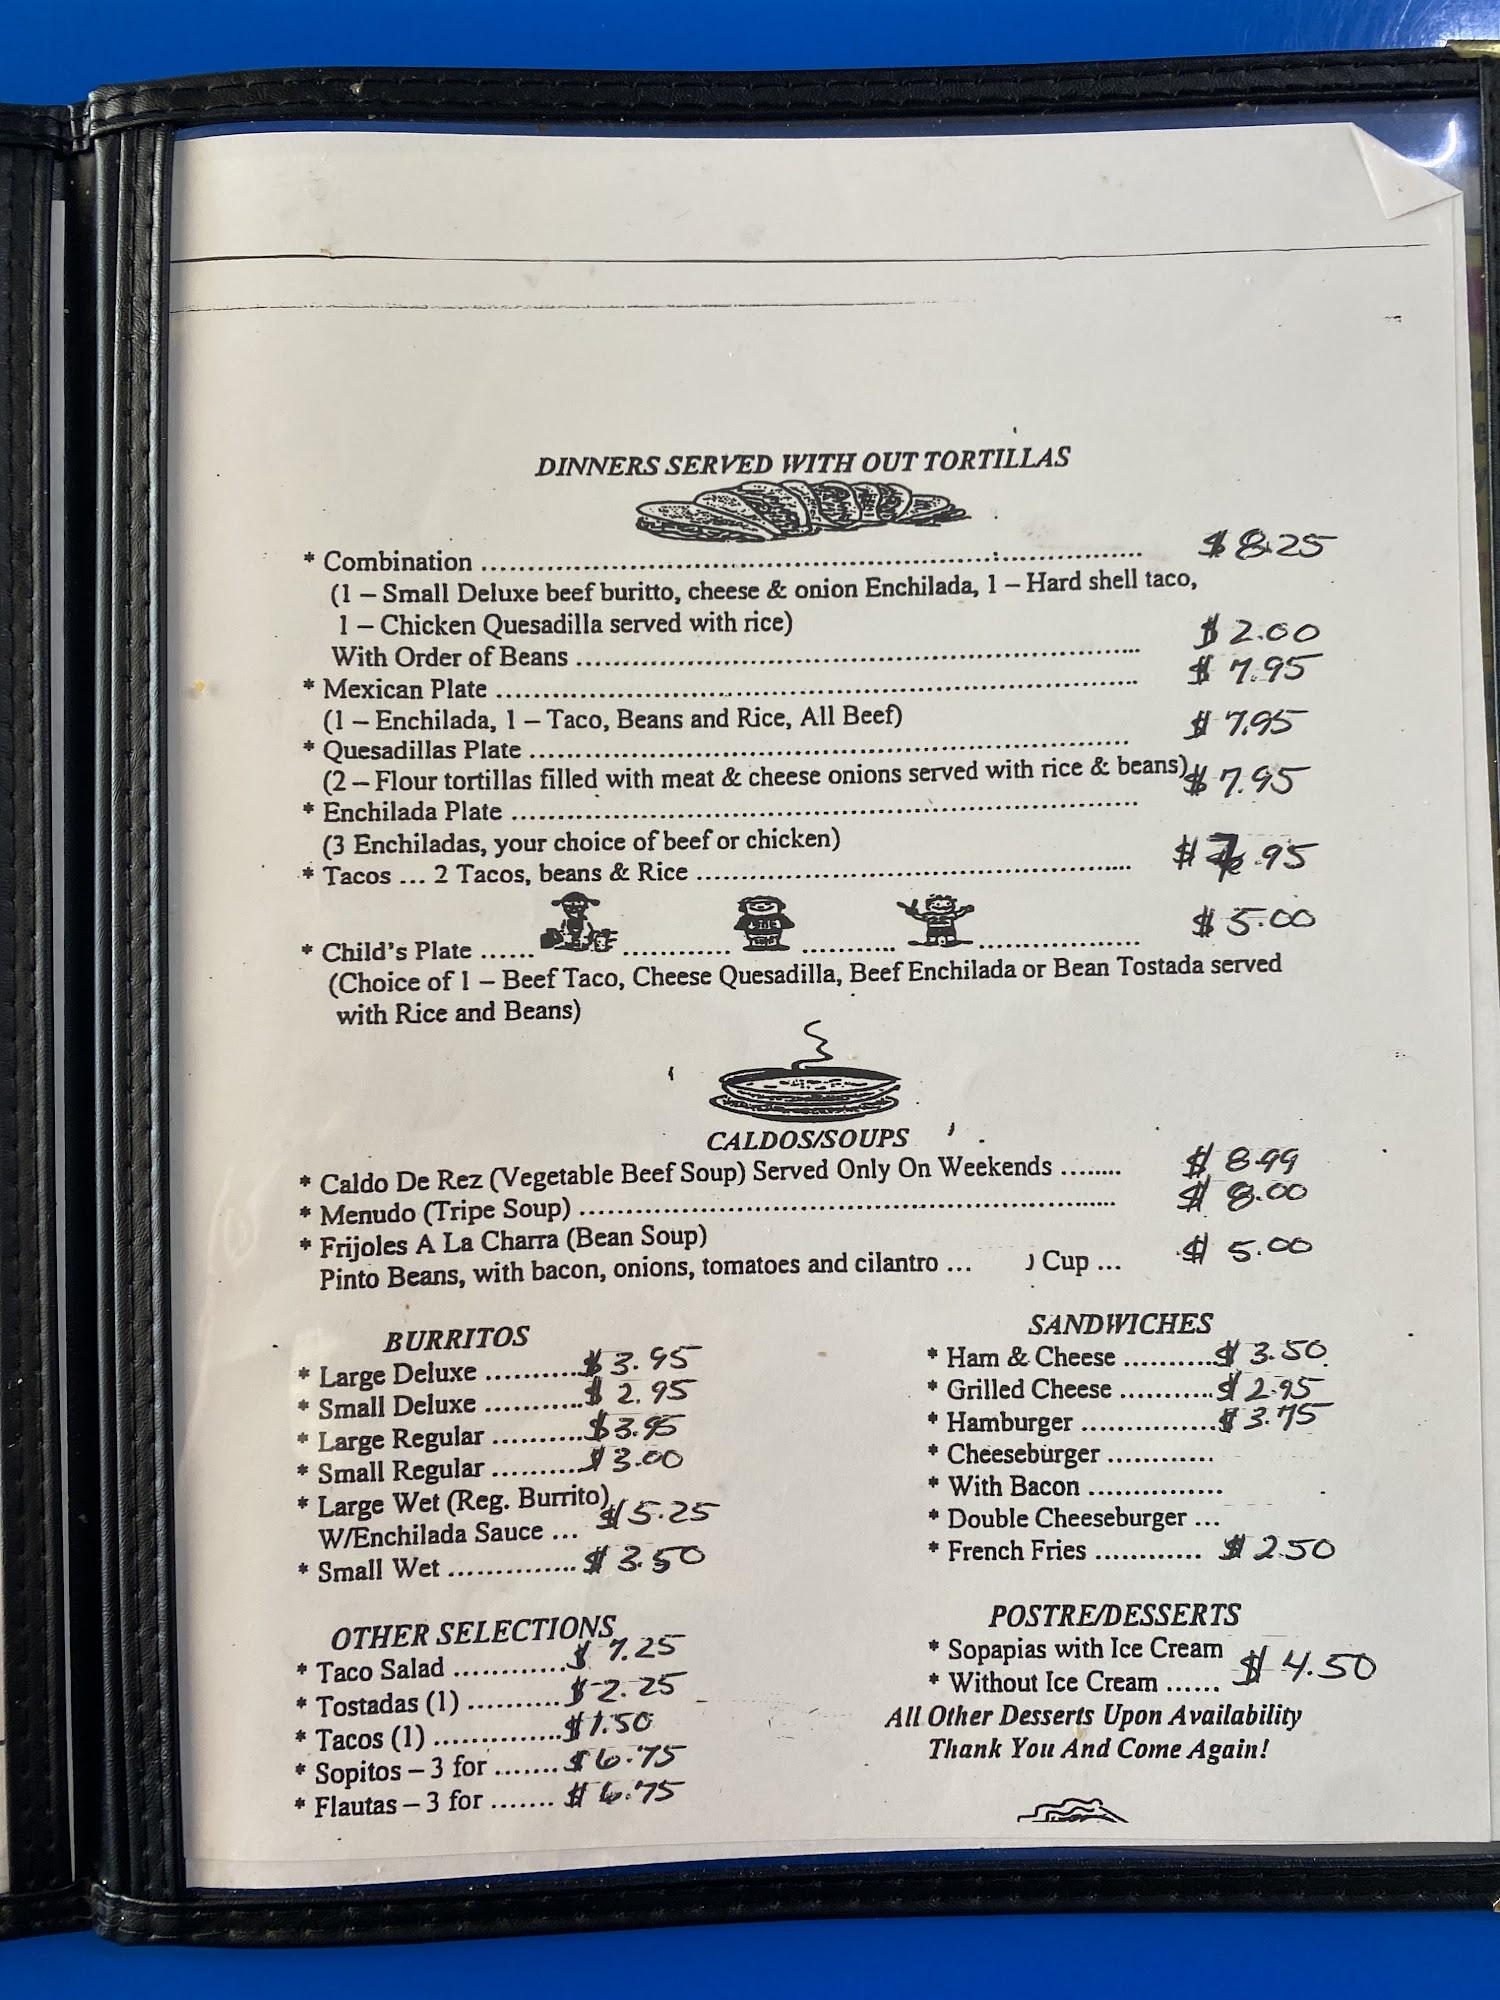 DINNERS SERVED WITH OUT TORTILLAS
* Combination ........ $ 8.25
(1 – Small Deluxe beef buritto, cheese & onion Enchilada, 1 – Hard shell taco,
1 – Chicken Quesadilla served with rice)
With Order of Beans ........ $ 2.00
* Mexican Plate ........ $ 7.95
(1 – Enchilada, 1 – Taco, Beans and Rice, All Beef)
* Quesadillas Plate ........ $ 7.95
(2 – Flour tortillas filled with meat & cheese onions served with rice & beans)
* Enchilada Plate ........ $ 7.95
(3 Enchiladas, your choice of beef or chicken)
* Tacos ... 2 Tacos, beans & Rice ........ $ 7.95
* Child's Plate ........ $ 5.00
(Choice of 1 – Beef Taco, Cheese Quesadilla, Beef Enchilada or Bean Tostada served
with Rice and Beans)
CALDOS/SOUPS
* Caldo De Rez (Vegetable Beef Soup) Served Only On Weekends ........ $ 8.99
* Menudo (Tripe Soup) ........ $ 8.00
* Frijoles A La Charra (Bean Soup)
Pinto Beans, with bacon, onions, tomatoes and cilantro ... Cup ... $ 5.00
BURRITOS
* Large Deluxe ........ $ 3.95
* Small Deluxe ........ $ 2.95
* Large Regular ........ $3.95
* Small Regular ........ $3.00
* Large Wet (Reg. Burrito)
W/Enchilada Sauce ... $5.25
* Small Wet ........ $ 3.50
OTHER SELECTIONS
* Taco Salad ........ $ 7.25
* Tostadas (1) ........ $ 2.25
* Tacos (1) ........ $1.50
* Sopitos – 3 for ....... $6.75
* Flautas – 3 for ....... $ 6.75
SANDWICHES
* Ham & Cheese ........ $ 3.50
* Grilled Cheese ........ $ 2.95
* Hamburger ........ $ 3.75
* Cheeseburger ........
* With Bacon ........
* Double Cheeseburger ...
* French Fries ........ $ 2.50
POSTRE/DESSERTS
* Sopapias with Ice Cream
* Without Ice Cream ...... $ 4.50
All Other Desserts Upon Availability
Thank You And Come Again!